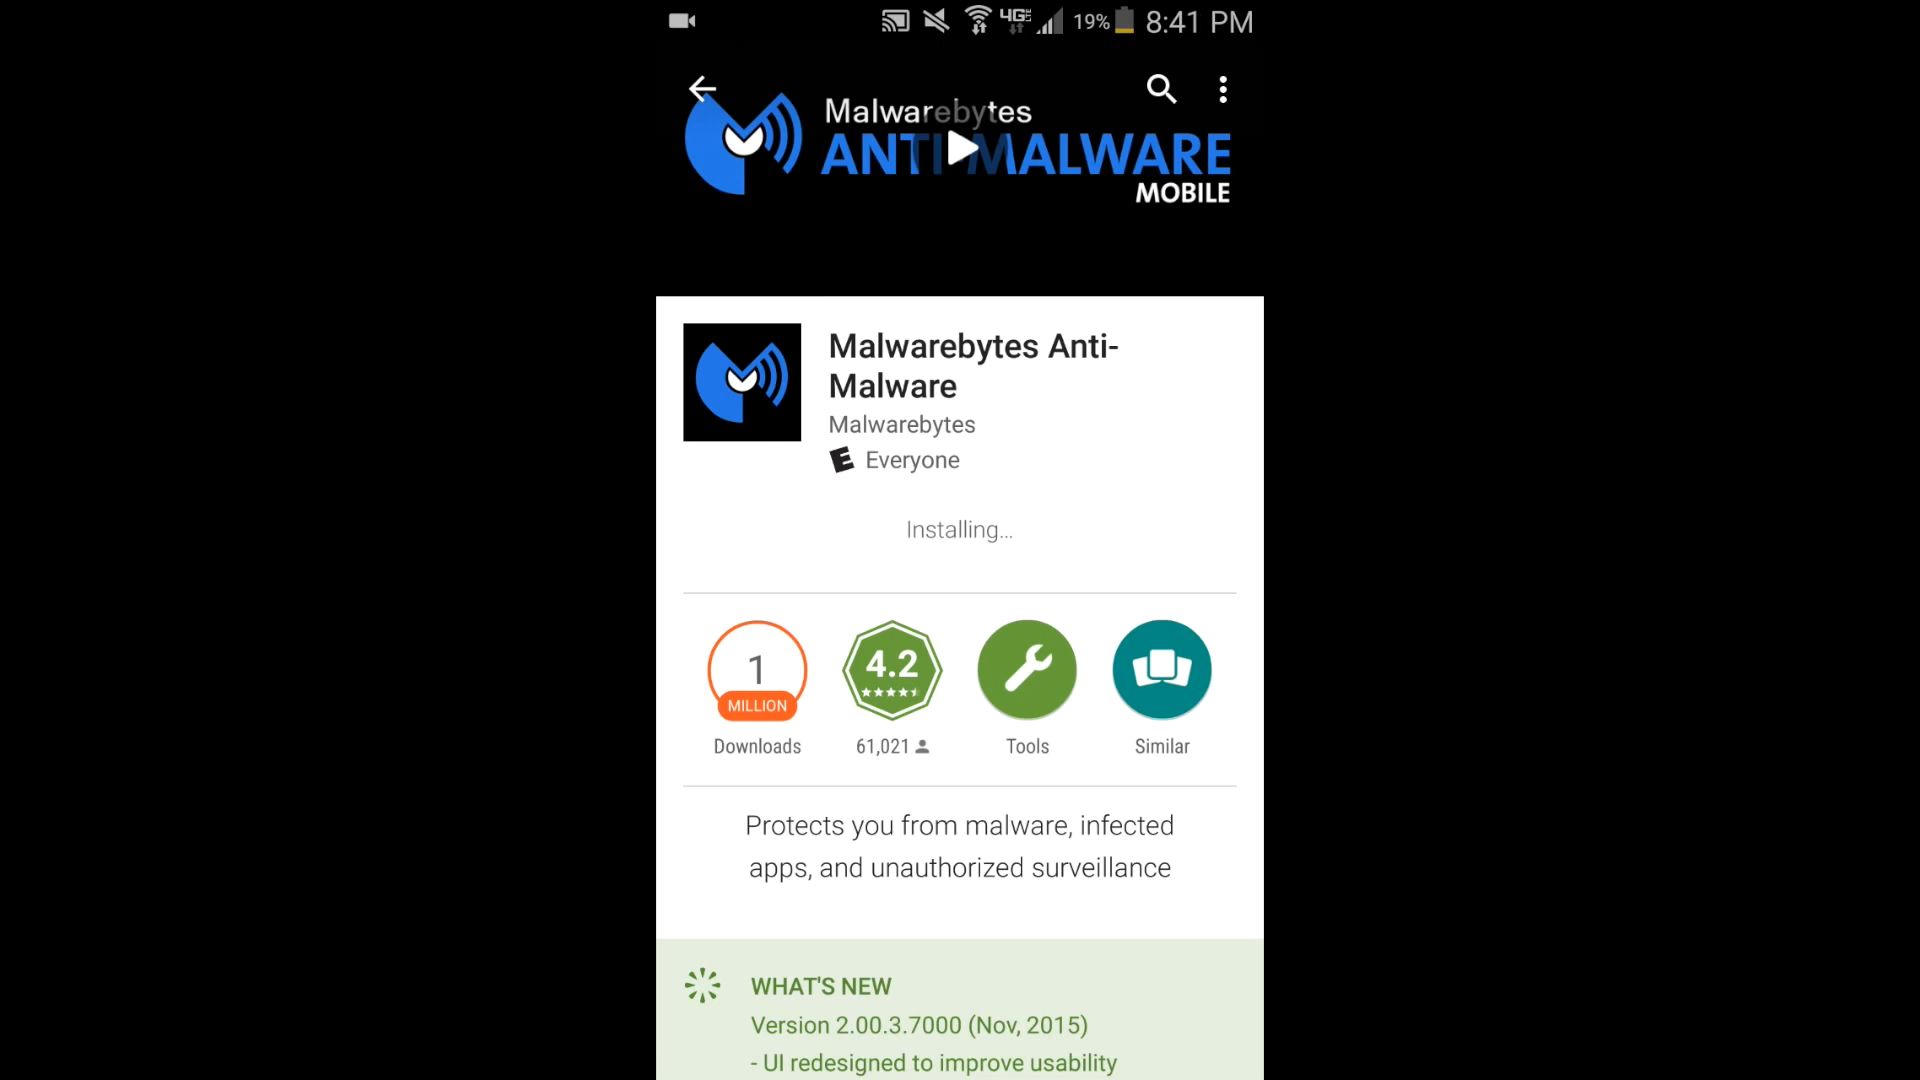 4G LTE 19% 8:41 PM
Malwarebytes
ANTI-MALWARE
MOBILE
Malwarebytes Anti-
Malware
Malwarebytes
E Everyone
Installing...
1
MILLION
Downloads
4.2
61,021
Tools
Similar
Protects you from malware, infected
apps, and unauthorized surveillance
WHAT'S NEW
Version 2.00.3.7000 (Nov, 2015)
- UI redesigned to improve usability